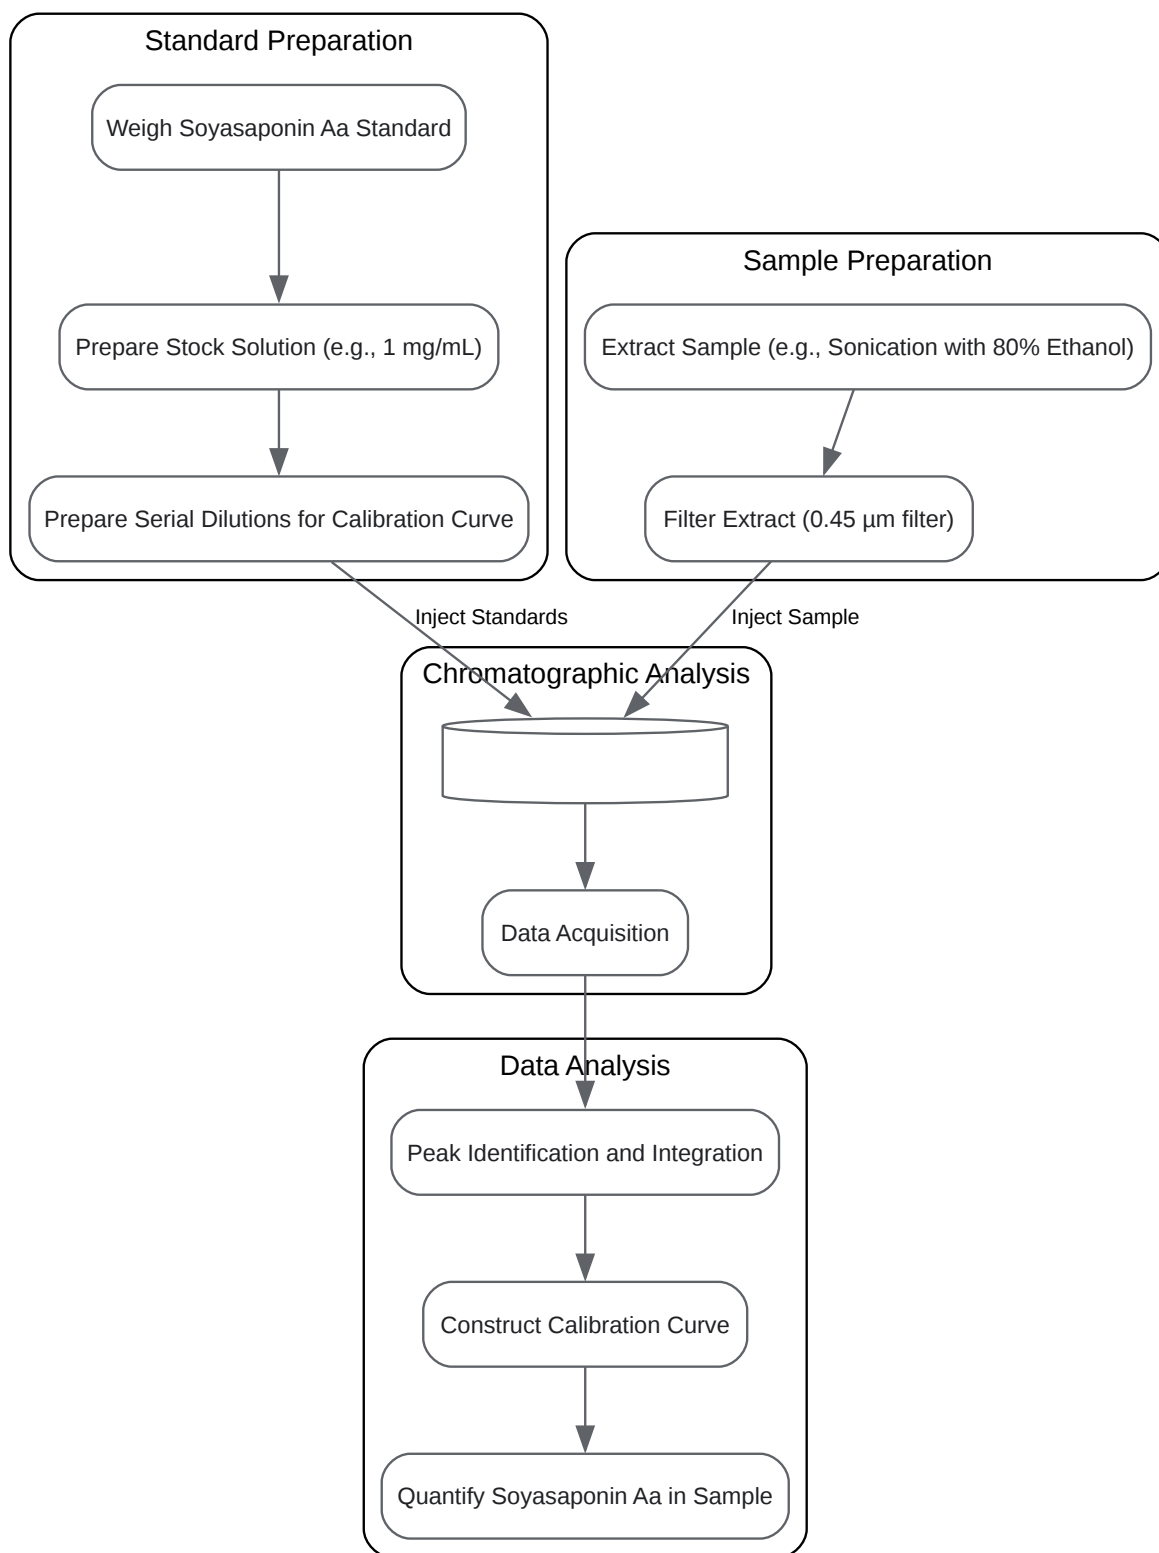 Standard Preparation
Weigh Soyasaponin Aa Standard
Prepare Stock Solution (e.g., 1 mg/mL)
Prepare Serial Dilutions for Calibration Curve
Sample Preparation
Extract Sample (e.g., Sonication with 80% Ethanol)
Filter Extract (0.45 µm filter)
Inject Standards
Inject Sample
Chromatographic Analysis
Data Acquisition
Data Analysis
Peak Identification and Integration
Construct Calibration Curve
Quantify Soyasaponin Aa in Sample